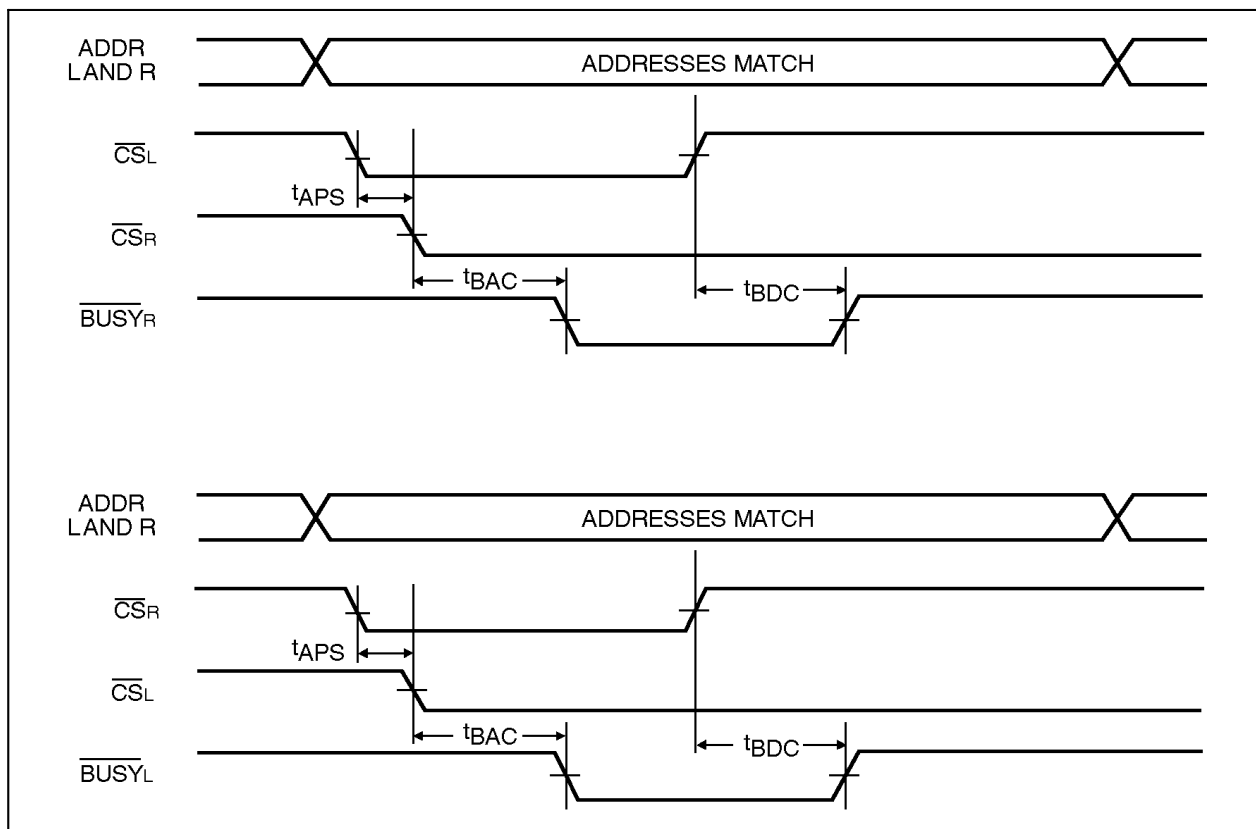 ADDR
L AND R
ADDRESSES MATCH
CSL
tAPS
CSR
tBAC
tBDC
BUSYR
ADDR
L AND R
ADDRESSES MATCH
CSR
tAPS
CSL
tBAC
tBDC
BUSYL